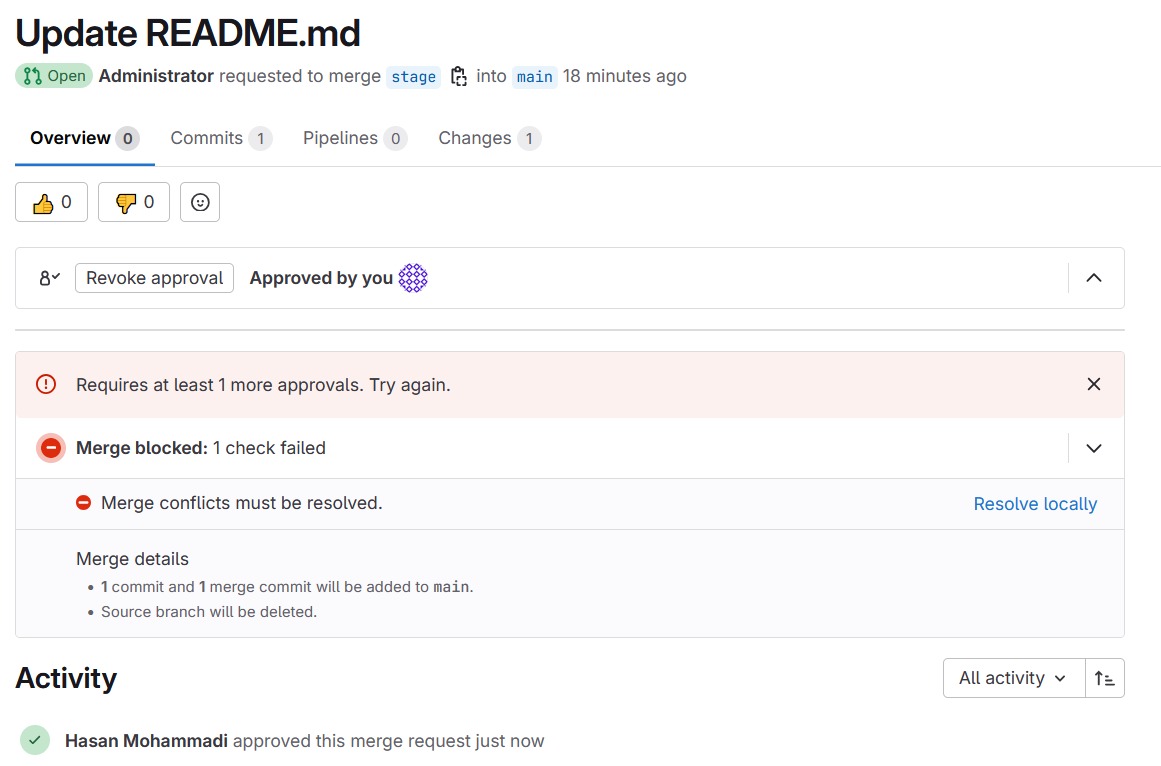 Update README.md
Open Administrator requested to merge stage into main 18 minutes ago
Overview 0 Commits 1 Pipelines 0 Changes 1
0 0
Revoke approval Approved by you
Requires at least 1 more approvals. Try again.
Merge blocked: 1 check failed
Merge conflicts must be resolved. Resolve locally
Merge details
• 1 commit and 1 merge commit will be added to main.
• Source branch will be deleted.
Activity All activity
Hasan Mohammadi approved this merge request just now